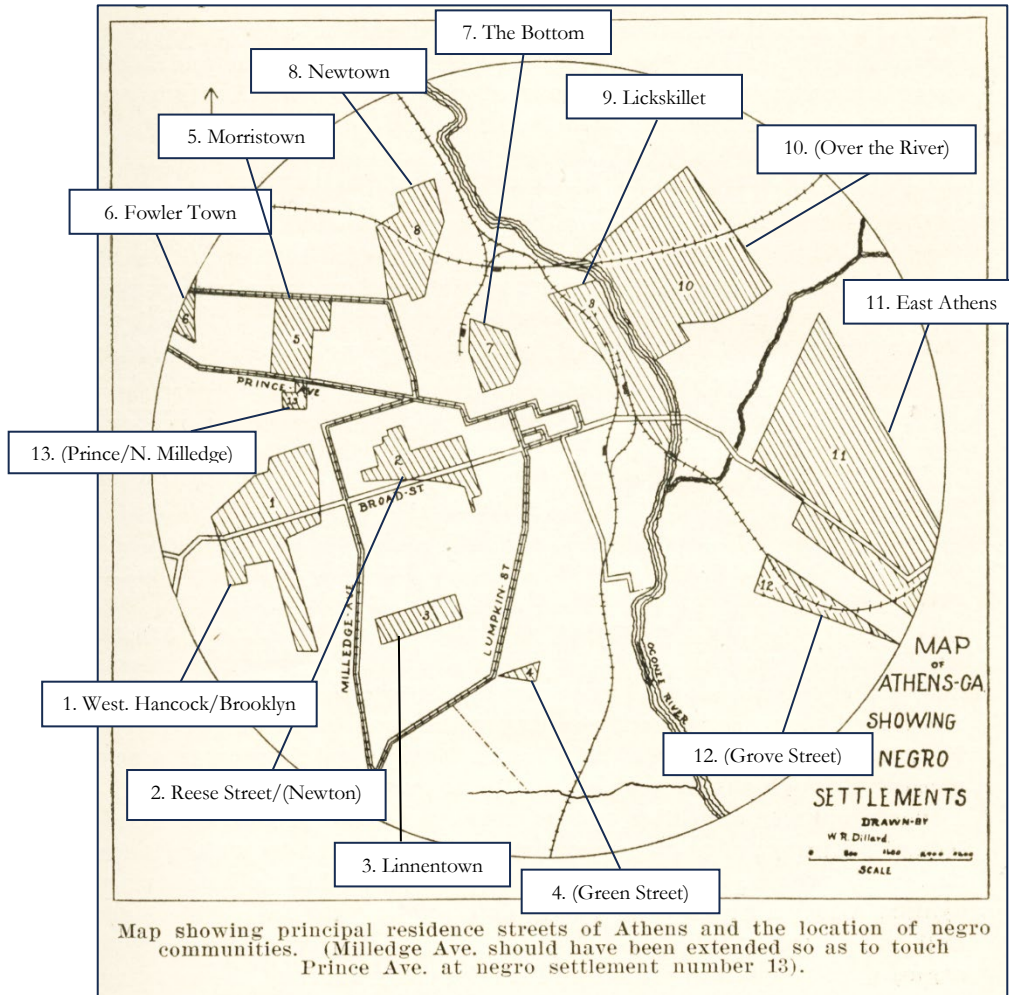 7. The Bottom
8. Newtown
9. Lickskillet
5. Morristown
10. (Over the River)
6. Fowler Town
11. East Athens
13. (Prince/N. Milledge)
1. West. Hancock/Brooklyn
2. Reese Street/(Newton)
3. Linnentown
4. (Green Street)
12. (Grove Street)
8
9
10
6
5
7
PRINCE-AVE
2
1
11
BROAD-ST
12
3
MILLEDGE-AVE
LUMPKIN-ST
4
OCONEE RIVER
MAP
OF
ATHENS-GA
SHOWING
NEGRO
SETTLEMENTS
DRAWN-BY
W.R. Dillard.
0 800 1600
SCALE
Map showing principal residence streets of Athens and the location of negro
communities. (Milledge Ave. should have been extended so as to touch
Prince Ave. at negro settlement number 13).